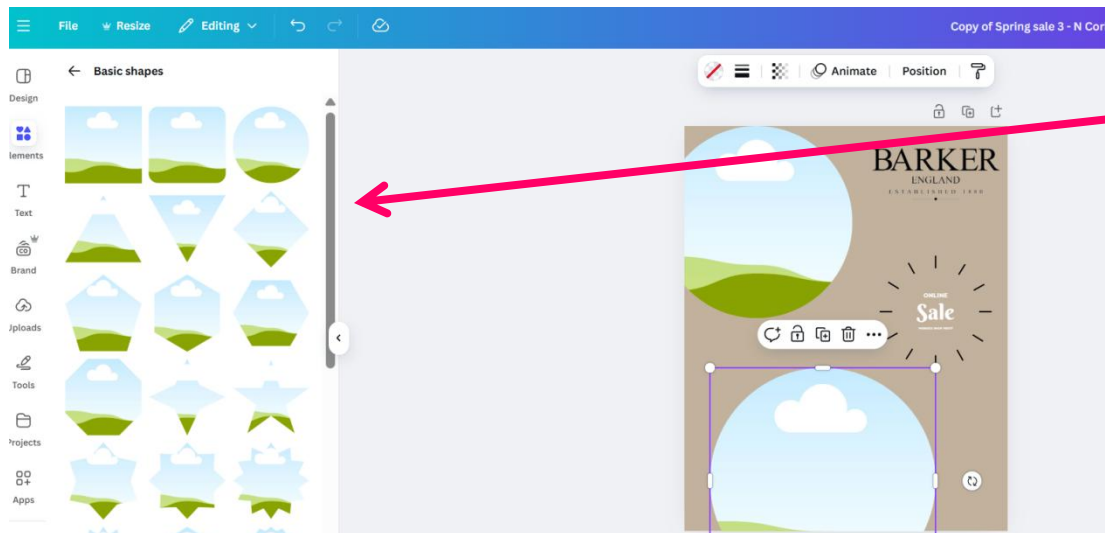 File
Resize
Editing
Copy of Spring sale 3 - N Cor
Design
Basic shapes
Animate
Position
lements
Text
Brand
Uploads
Tools
Projects
Apps
BARKER
ENGLAND
ESTABLISHED 1880
ONLINE
Sale